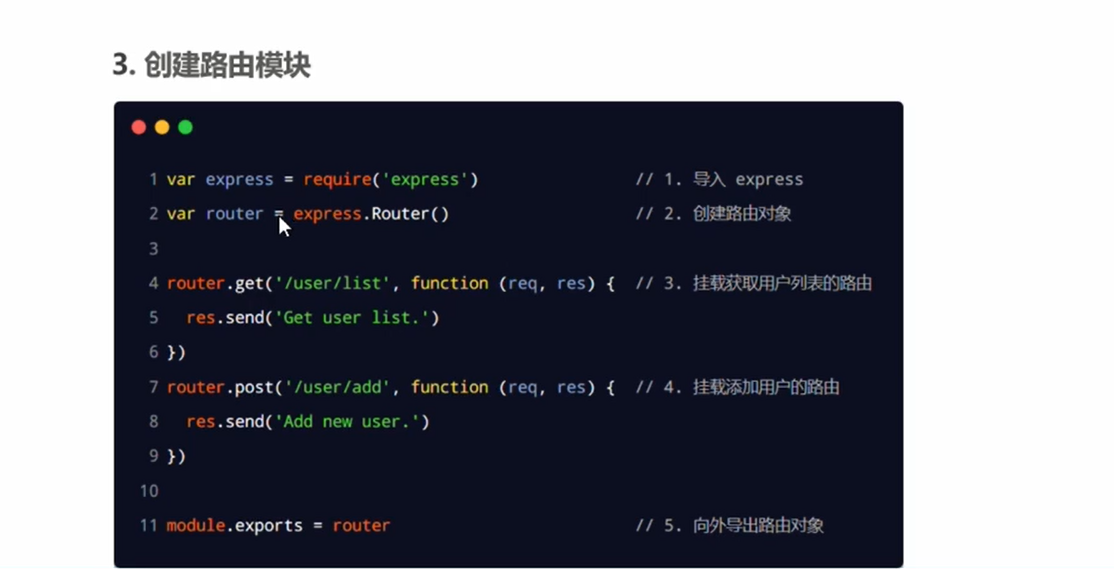 3. 创建路由模块
1 var express = require('express') // 1. 导入 express
2 var router = express.Router() // 2. 创建路由对象
3
4 router.get('/user/list', function (req, res) { // 3. 挂载获取用户列表的路由
5 res.send('Get user list.')
6 })
7 router.post('/user/add', function (req, res) { // 4. 挂载添加用户的路由
8 res.send('Add new user.')
9 })
10
11 module.exports = router // 5. 向外导出路由对象